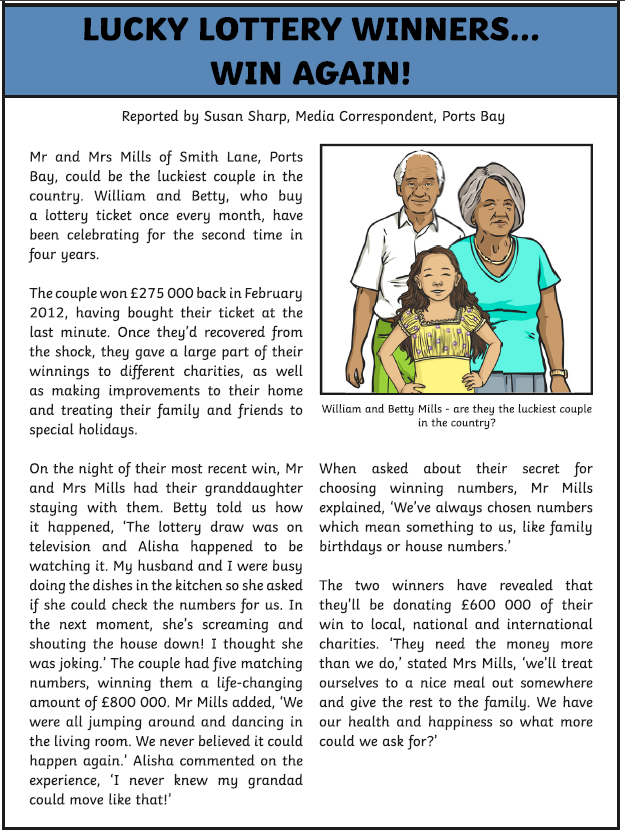 LUCKY LOTTERY WINNERS...
WIN AGAIN!
Reported by Susan Sharp, Media Correspondent, Ports Bay
Mr and Mrs Mills of Smith Lane, Ports
Bay, could be the luckiest couple in the
country. William and Betty, who buy
a lottery ticket once every month, have
been celebrating for the second time in
four years.
The couple won £275 000 back in February
2012, having bought their ticket at the
last minute. Once they’d recovered from
the shock, they gave a large part of their
winnings to different charities, as well
as making improvements to their home
and treating their family and friends to
special holidays.
On the night of their most recent win, Mr
and Mrs Mills had their granddaughter
staying with them. Betty told us how
it happened, ‘The lottery draw was on
television and Alisha happened to be
watching it. My husband and I were busy
doing the dishes in the kitchen so she asked
if she could check the numbers for us. In
the next moment, she’s screaming and
shouting the house down! I thought she
was joking.’ The couple had five matching
numbers, winning them a life-changing
amount of £800 000. Mr Mills added, ‘We
were all jumping around and dancing in
the living room. We never believed it could
happen again.’ Alisha commented on the
experience, ‘I never knew my grandad
could move like that!’
William and Betty Mills - are they the luckiest couple
in the country?
When asked about their secret for
choosing winning numbers, Mr Mills
explained, ‘We’ve always chosen numbers
which mean something to us, like family
birthdays or house numbers.’
The two winners have revealed that
they’ll be donating £600 000 of their
win to local, national and international
charities. ‘They need the money more
than we do,’ stated Mrs Mills, ‘we’ll treat
ourselves to a nice meal out somewhere
and give the rest to the family. We have
our health and happiness so what more
could we ask for?’